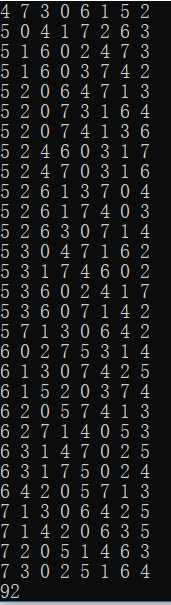 4 7 3 0 6 1 5 2
5 0 4 1 7 2 6 3
5 1 6 0 2 4 7 3
5 1 6 0 3 7 4 2
5 2 0 6 4 7 1 3
5 2 0 7 3 1 6 4
5 2 0 7 4 1 3 6
5 2 4 6 0 3 1 7
5 2 4 7 0 3 1 6
5 2 6 1 3 7 0 4
5 2 6 1 7 4 0 3
5 2 6 3 0 7 1 4
5 3 0 4 7 1 6 2
5 3 1 7 4 6 0 2
5 3 6 0 2 4 1 7
5 3 6 0 7 1 4 2
5 7 1 3 0 6 4 2
6 0 2 7 5 3 1 4
6 1 3 0 7 4 2 5
6 1 5 2 0 3 7 4
6 2 0 5 7 4 1 3
6 2 7 1 4 0 5 3
6 3 1 4 7 0 2 5
6 3 1 7 5 0 2 4
6 4 2 0 5 7 1 3
7 1 3 0 6 4 2 5
7 1 4 2 0 6 3 5
7 2 0 5 1 4 6 3
7 3 0 2 5 1 6 4
92